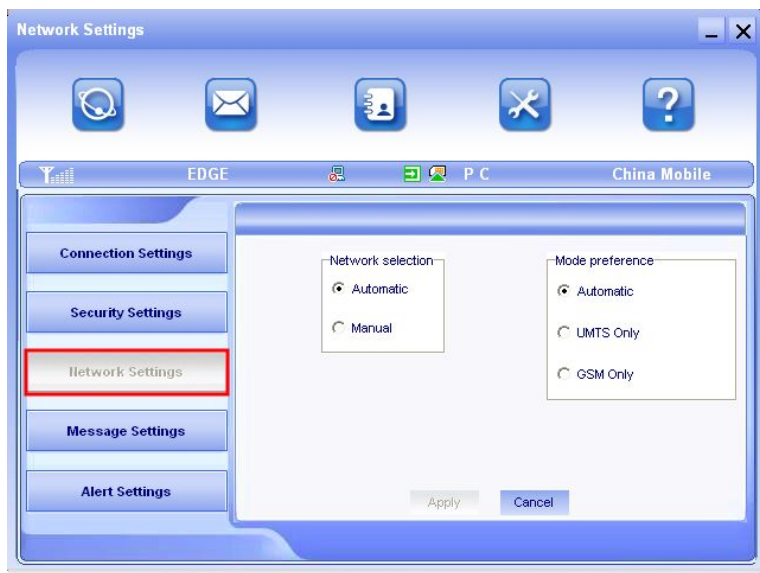 Network Settings
EDGE
P C
China Mobile
Connection Settings
Security Settings
Network Settings
Message Settings
Alert Settings
Network selection
Automatic
Manual
Mode preference
Automatic
UMTS Only
GSM Only
Apply
Cancel